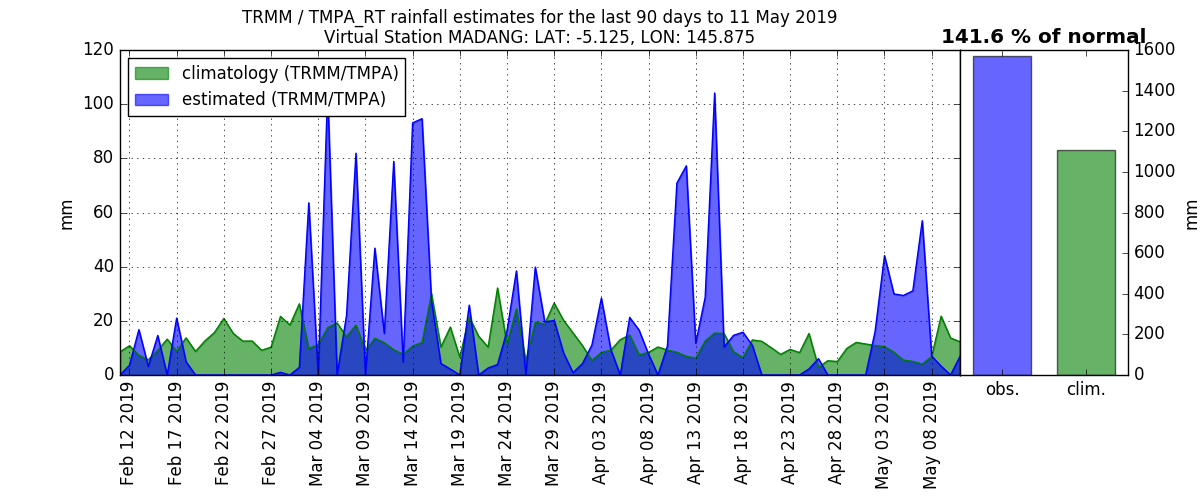 TRMM / TMPA_RT rainfall estimates for the last 90 days to 11 May 2019
Virtual Station MADANG: LAT: -5.125, LON: 145.875
141.6 % of normal
climatology (TRMM/TMPA)
estimated (TRMM/TMPA)
mm
120
100
80
60
40
20
0
Feb 12 2019
Feb 17 2019
Feb 22 2019
Feb 27 2019
Mar 04 2019
Mar 09 2019
Mar 14 2019
Mar 19 2019
Mar 24 2019
Mar 29 2019
Apr 03 2019
Apr 08 2019
Apr 13 2019
Apr 18 2019
Apr 23 2019
Apr 28 2019
May 03 2019
May 08 2019
obs.
clim.
1600
1400
1200
1000
800
600
400
200
0
mm